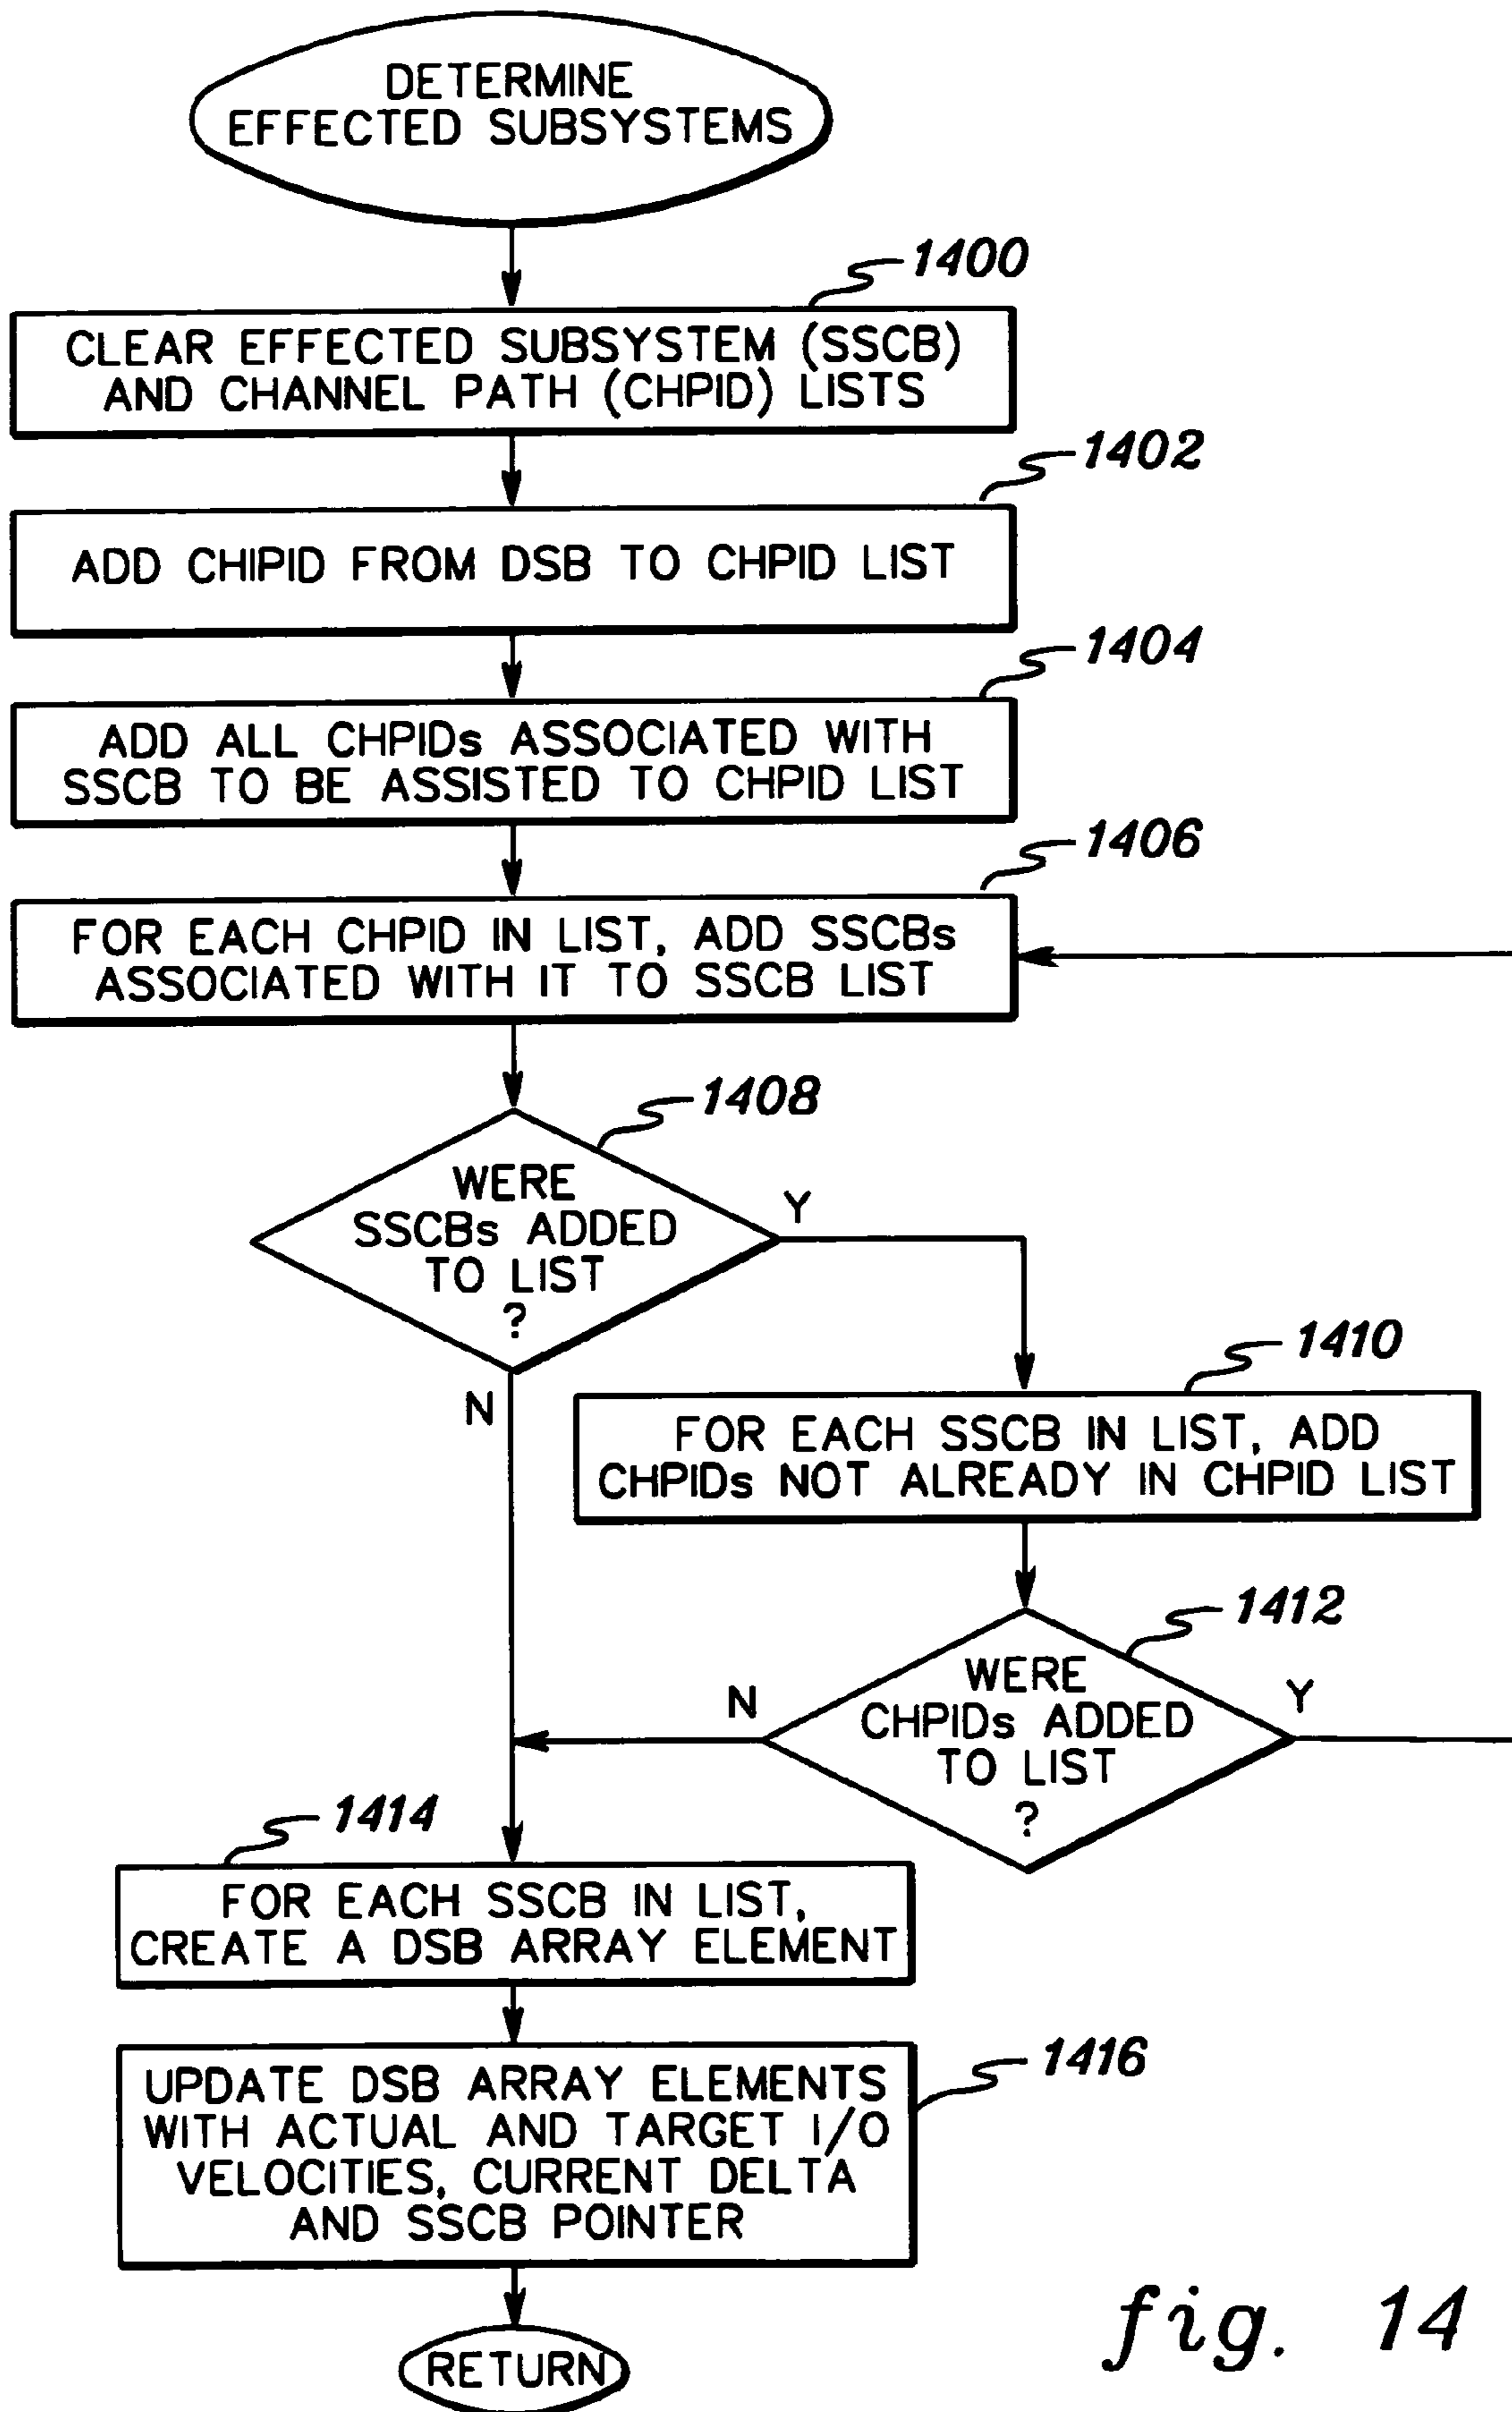 DETERMINE
EFFECTED SUBSYSTEMS
1400
CLEAR EFFECTED SUBSYSTEM (SSCB)
AND CHANNEL PATH (CHPID) LISTS
1402
ADD CHIPID FROM DSB TO CHPID LIST
1404
ADD ALL CHPIDs ASSOCIATED WITH
SSCB TO BE ASSISTED TO CHPID LIST
1406
FOR EACH CHPID IN LIST, ADD SSCBs
ASSOCIATED WITH IT TO SSCB LIST
1408
WERE
SSCBs ADDED
TO LIST
?
Y
N
1410
FOR EACH SSCB IN LIST, ADD
CHPIDs NOT ALREADY IN CHPID LIST
1412
WERE
CHPIDs ADDED
TO LIST
?
N
Y
1414
FOR EACH SSCB IN LIST,
CREATE A DSB ARRAY ELEMENT
1416
UPDATE DSB ARRAY ELEMENTS
WITH ACTUAL AND TARGET I/O
VELOCITIES, CURRENT DELTA
AND SSCB POINTER
RETURN
fig. 14